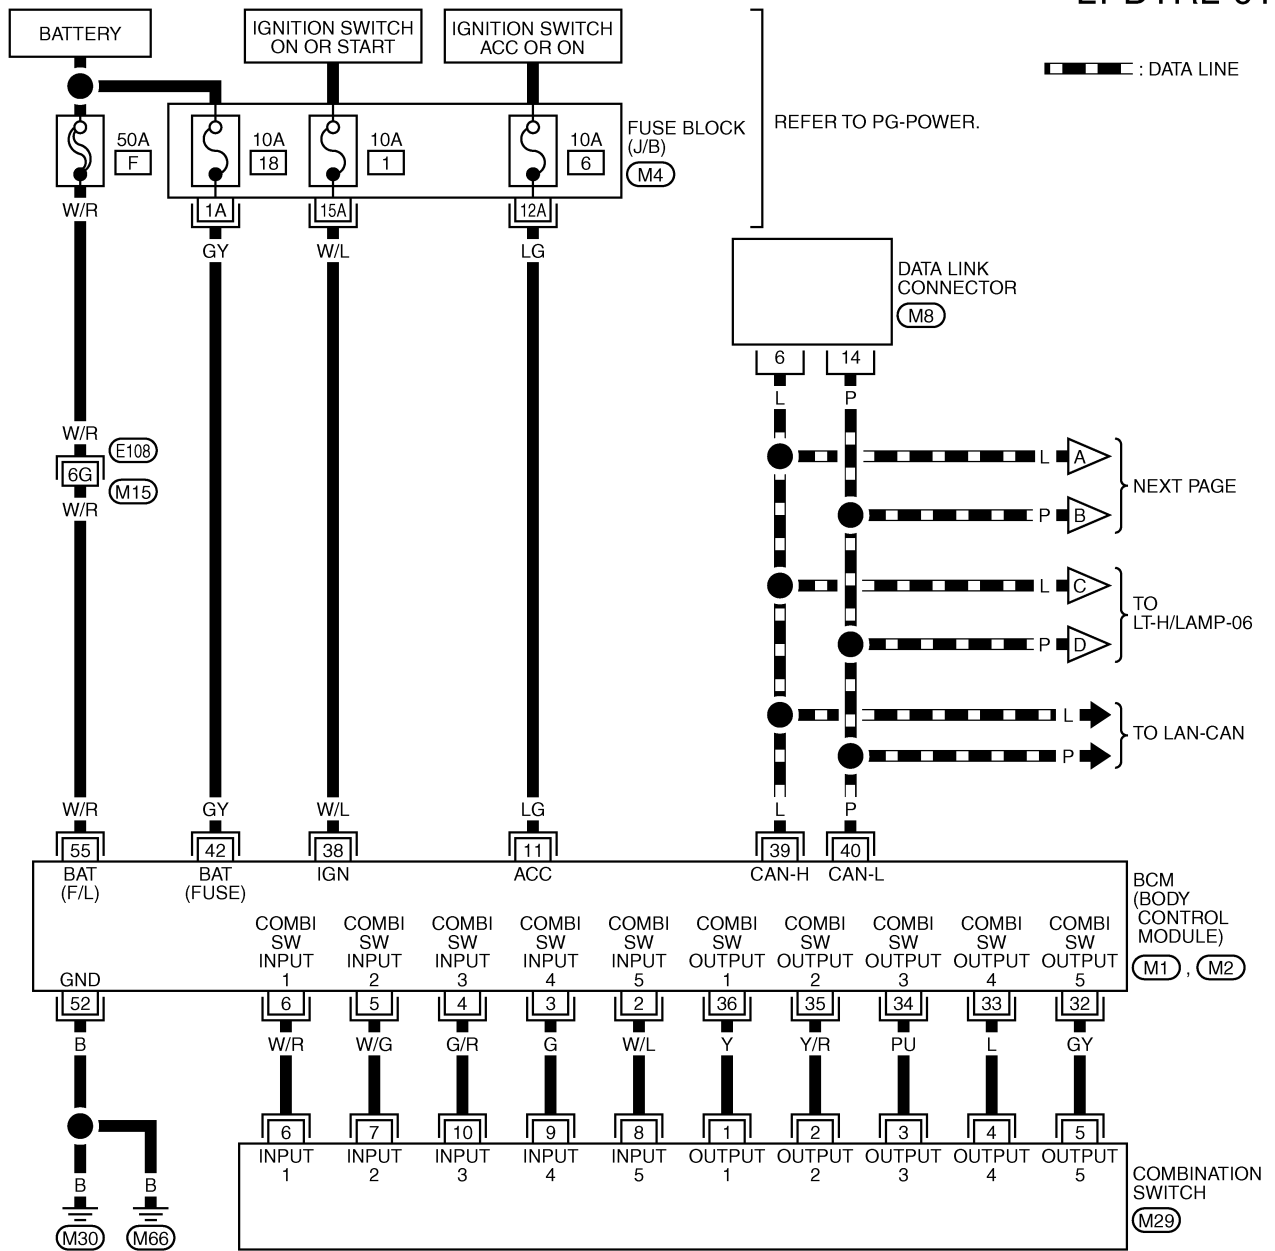 BATTERY
IGNITION SWITCH
ON OR START
IGNITION SWITCH
ACC OR ON
: DATA LINE
REFER TO PG-POWER.
50A
F
10A
18
10A
1
10A
6
FUSE BLOCK
(J/B)
M4
1A
15A
12A
W/R
GY
W/L
LG
DATA LINK
CONNECTOR
M8
6
14
L
P
W/R
E108
6G
M15
W/R
L
A
P
B
NEXT PAGE
L
C
P
D
TO
LT-H/LAMP-06
L
P
TO LAN-CAN
W/R
GY
W/L
LG
L
P
55
42
38
11
39
40
BAT
(F/L)
BAT
(FUSE)
IGN
ACC
CAN-H
CAN-L
BCM
(BODY
CONTROL
MODULE)
M1 , M2
COMBI
SW
INPUT
1
COMBI
SW
INPUT
2
COMBI
SW
INPUT
3
COMBI
SW
INPUT
4
COMBI
SW
INPUT
5
COMBI
SW
OUTPUT
1
COMBI
SW
OUTPUT
2
COMBI
SW
OUTPUT
3
COMBI
SW
OUTPUT
4
COMBI
SW
OUTPUT
5
GND
52
6
5
4
3
2
36
35
34
33
32
B
W/R
W/G
G/R
G
W/L
Y
Y/R
PU
L
GY
6
7
10
9
8
1
2
3
4
5
INPUT
1
INPUT
2
INPUT
3
INPUT
4
INPUT
5
OUTPUT
1
OUTPUT
2
OUTPUT
3
OUTPUT
4
OUTPUT
5
COMBINATION
SWITCH
M29
B
B
M30
M66